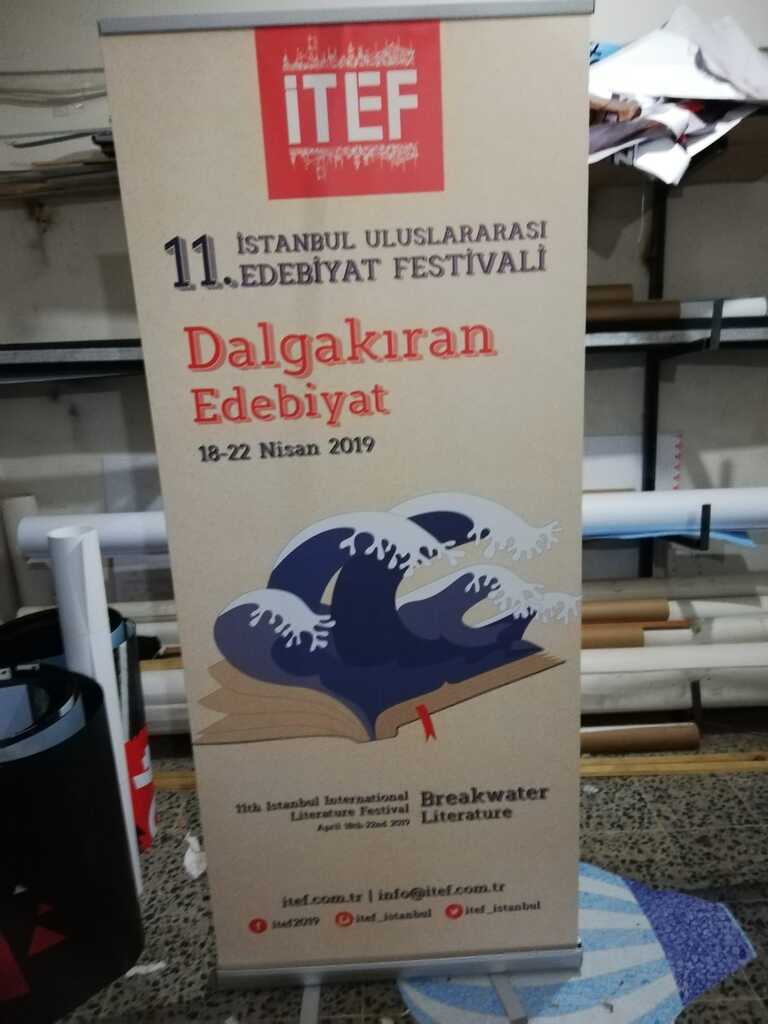 İTEF
11. İSTANBUL ULUSLARARASI
EDEBİYAT FESTİVALİ
Dalgakıran
Edebiyat
18-22 Nisan 2019
11th Istanbul International
Literature Festival
April 18th-22nd 2019
Breakwater
Literature
itef.com.tr | info@itef.com.tr
itef2019 itef_istanbul itef_istanbul